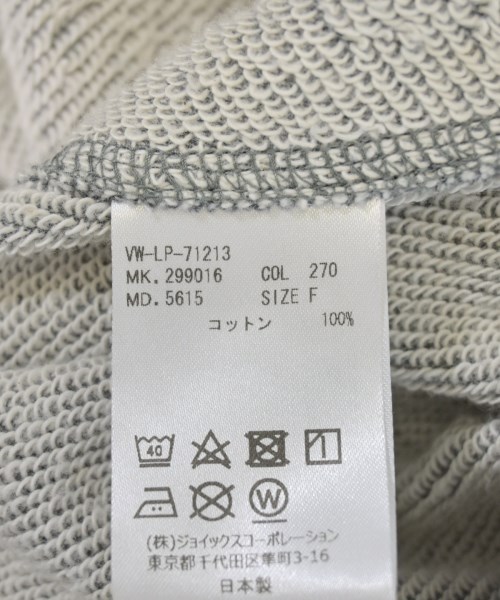 VW-LP-71213
MK. 299016 COL 270
MD. 5615 SIZE F
コットン 100%
40
W
(株)ジョイックスコーポレーション
東京都千代田区隼町3-16
日本製